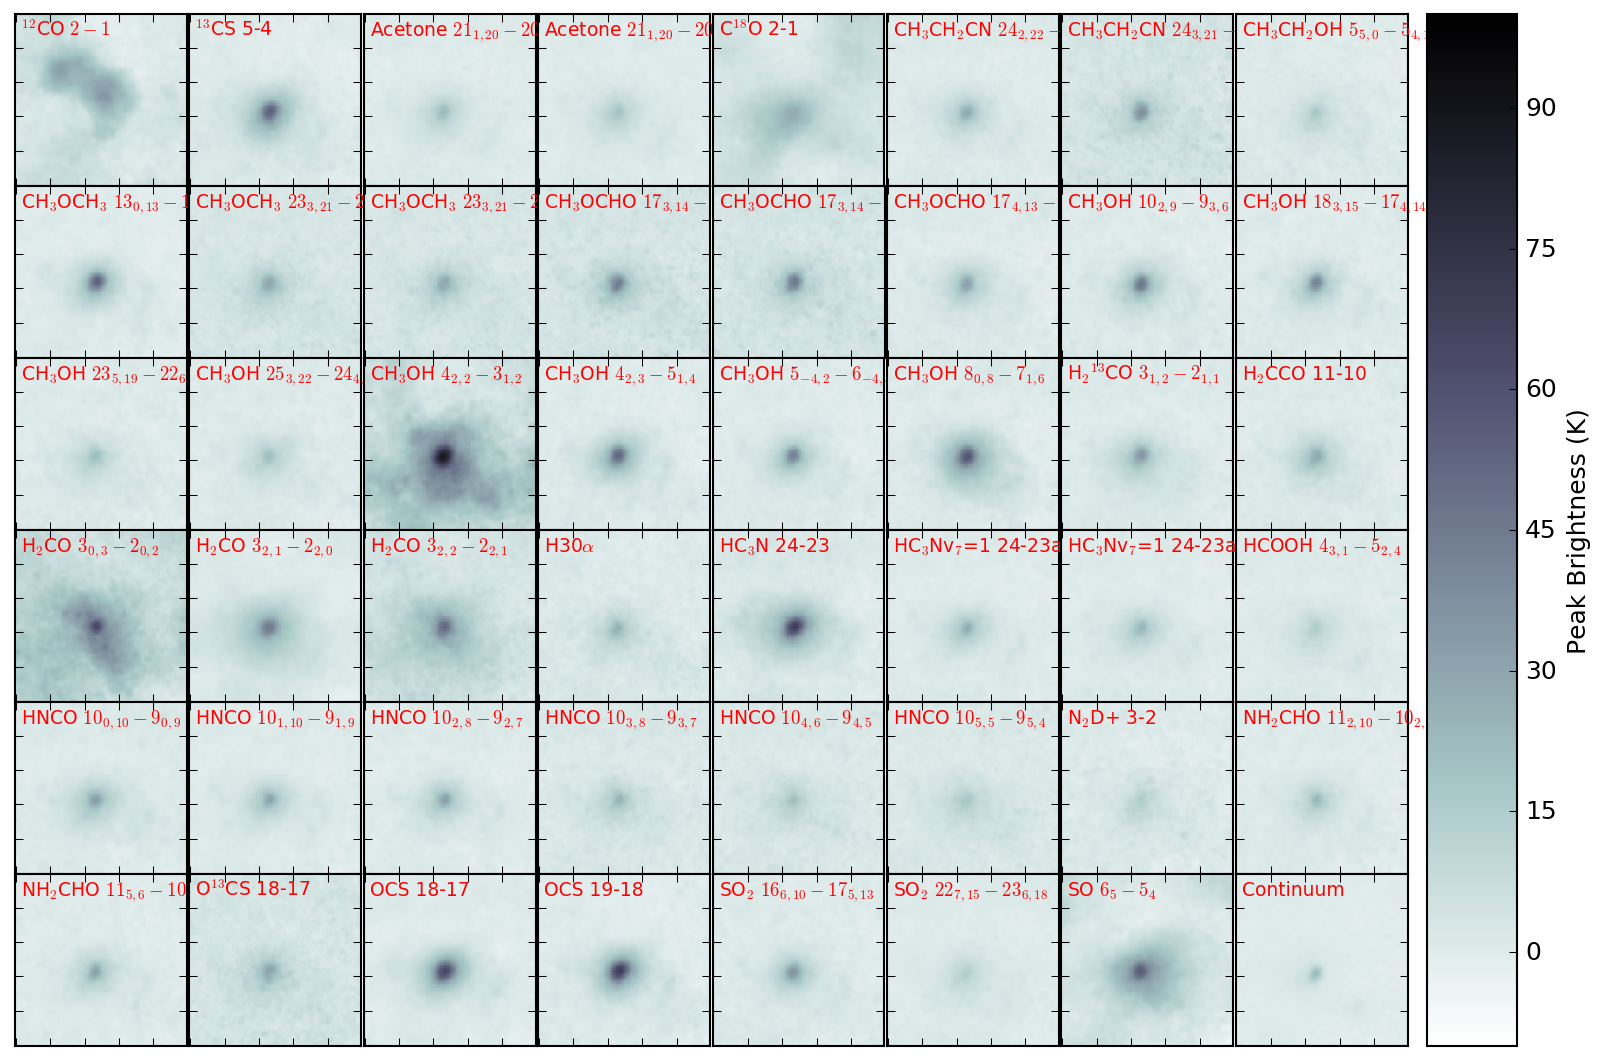 ¹²CO 2 − 1
¹³CS 5-4
Acetone 21₁,₂₀ − 20
Acetone 21₁,₂₀ − 20
C¹⁸O 2-1
CH₃CH₂CN 24₂,₂₂ −
CH₃CH₂CN 24₃,₂₁ −
CH₃CH₂OH 5₅,₀ − 5₄,₁
CH₃OCH₃ 13₀,₁₃ − 1
CH₃OCH₃ 23₃,₂₁ − 2
CH₃OCH₃ 23₃,₂₁ − 2
CH₃OCHO 17₃,₁₄ −
CH₃OCHO 17₃,₁₄ −
CH₃OCHO 17₄,₁₃ −
CH₃OH 10₂,₉ − 9₃,₆
CH₃OH 18₃,₁₅ − 17₄,₁₄
CH₃OH 23₅,₁₉ − 22₆
CH₃OH 25₃,₂₂ − 24₄
CH₃OH 4₂,₂ − 3₁,₂
CH₃OH 4₂,₃ − 5₁,₄
CH₃OH 5₋₄,₂ − 6₋₄,
CH₃OH 8₀,₈ − 7₁,₆
H₂¹³CO 3₁,₂ − 2₁,₁
H₂CCO 11-10
H₂CO 3₀,₃ − 2₀,₂
H₂CO 3₂,₁ − 2₂,₀
H₂CO 3₂,₂ − 2₂,₁
H30α
HC₃N 24-23
HC₃Nv₇=1 24-23a
HC₃Nv₇=1 24-23a
HCOOH 4₃,₁ − 5₂,₄
HNCO 10₀,₁₀ − 9₀,₉
HNCO 10₁,₁₀ − 9₁,₉
HNCO 10₂,₈ − 9₂,₇
HNCO 10₃,₈ − 9₃,₇
HNCO 10₄,₆ − 9₄,₅
HNCO 10₅,₅ − 9₅,₄
N₂D+ 3-2
NH₂CHO 11₂,₁₀ − 10₂,
NH₂CHO 11₅,₆ − 10
O¹³CS 18-17
OCS 18-17
OCS 19-18
SO₂ 16₆,₁₀ − 17₅,₁₃
SO₂ 22₇,₁₅ − 23₆,₁₈
SO 6₅ − 5₄
Continuum
90
75
60
45
30
15
0
Peak Brightness (K)